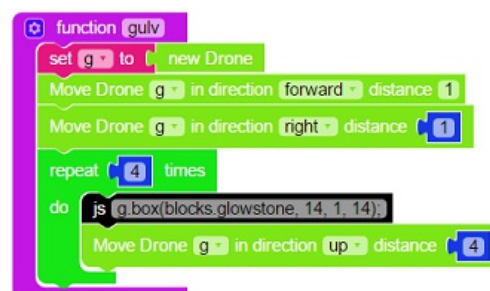 function gulv
set g to new Drone
Move Drone g in direction forward distance 1
Move Drone g in direction right distance 1
repeat 4 times
do js g.box(blocks.glowstone, 14, 1, 14);
Move Drone g in direction up distance 4